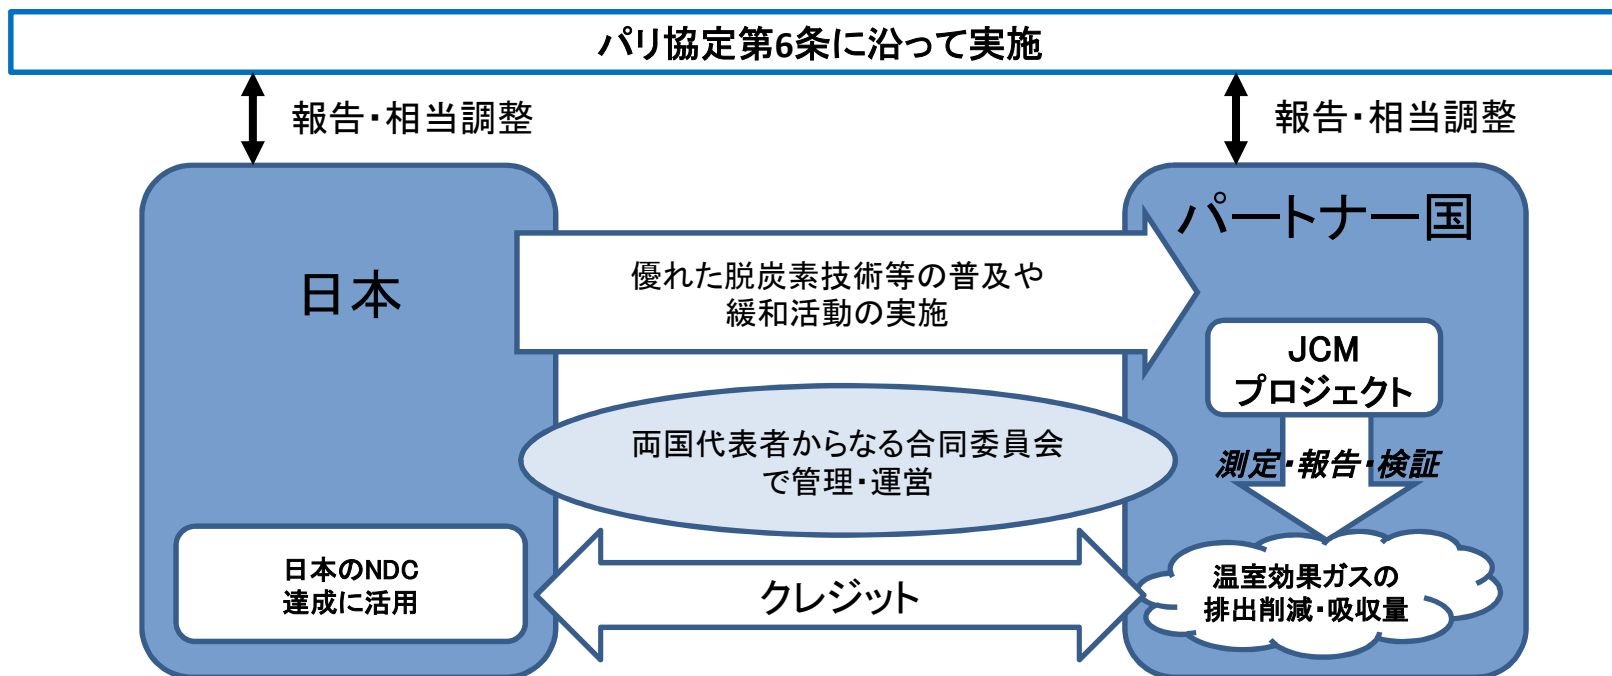 パリ協定第6条に沿って実施
報告・相当調整
報告・相当調整
日本
パートナー国
優れた脱炭素技術等の普及や
緩和活動の実施
JCM
プロジェクト
両国代表者からなる合同委員会
で管理・運営
測定・報告・検証
日本のNDC
達成に活用
クレジット
温室効果ガスの
排出削減・吸収量